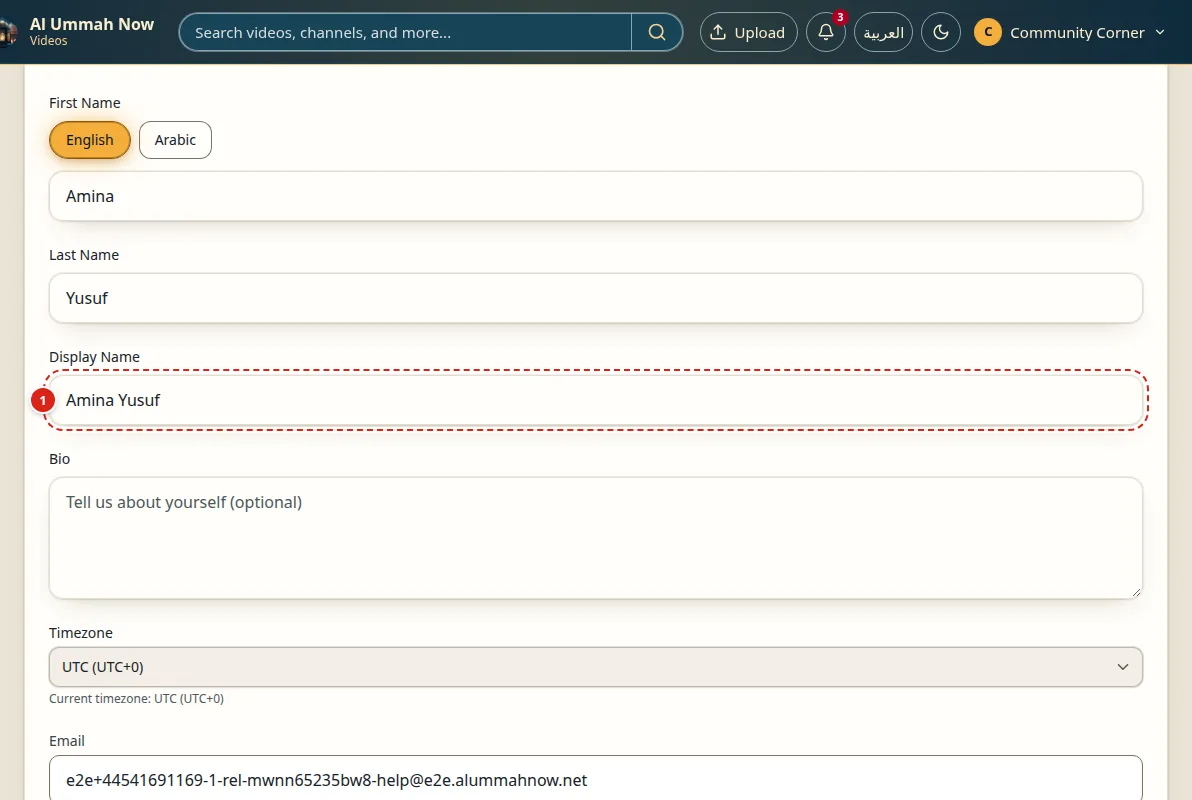 Al Ummah Now
Videos
Search videos, channels, and more...
Upload
3
العربية
C
Community Corner
First Name
English
Arabic
Amina
Last Name
Yusuf
Display Name
1
Amina Yusuf
Bio
Tell us about yourself (optional)
Timezone
UTC (UTC+0)
Current timezone: UTC (UTC+0)
Email
e2e+44541691169-1-rel-mwnn65235bw8-help@e2e.alummahnow.net